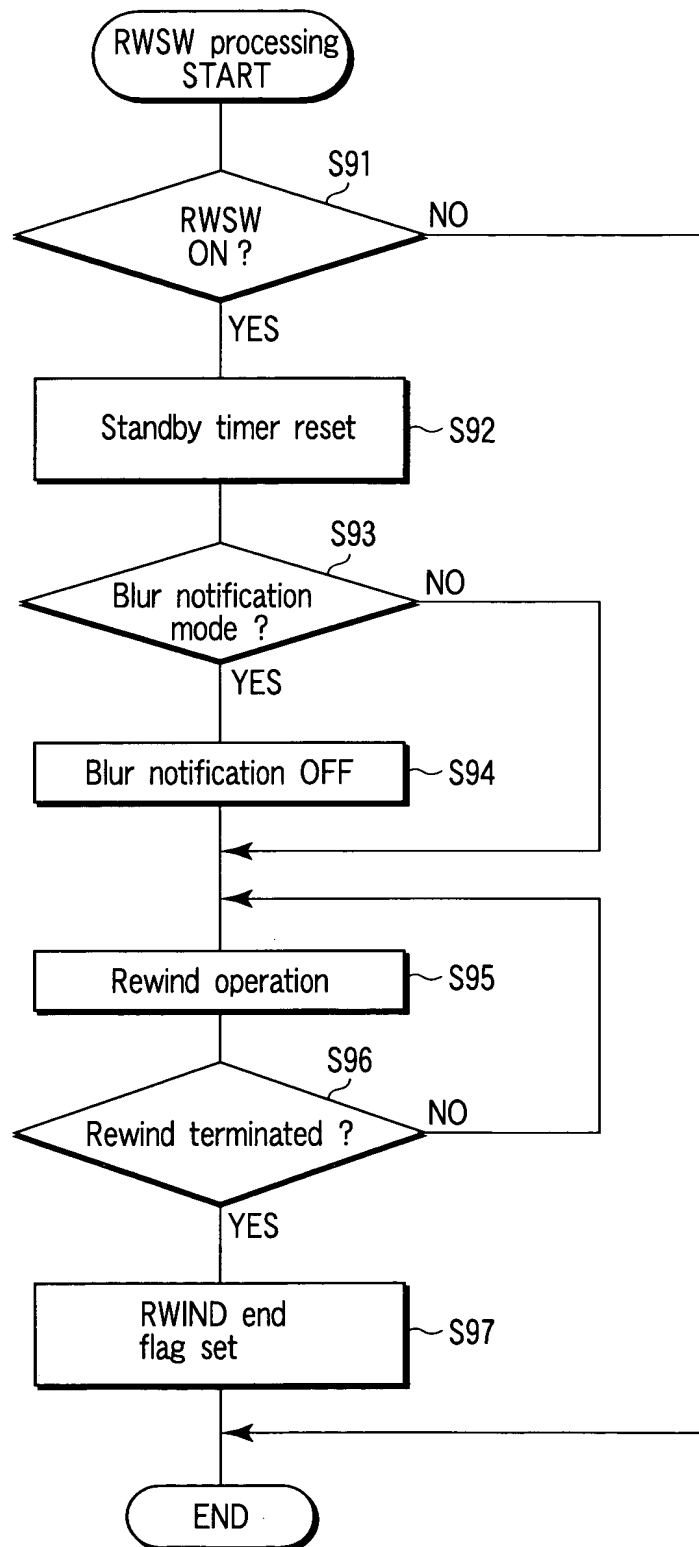 RWSW processing
START
S91
RWSW
ON ?
NO
YES
Standby timer reset
S92
S93
Blur notification
mode ?
NO
YES
Blur notification OFF
S94
Rewind operation
S95
S96
Rewind terminated ?
NO
YES
RWIND end
flag set
S97
END